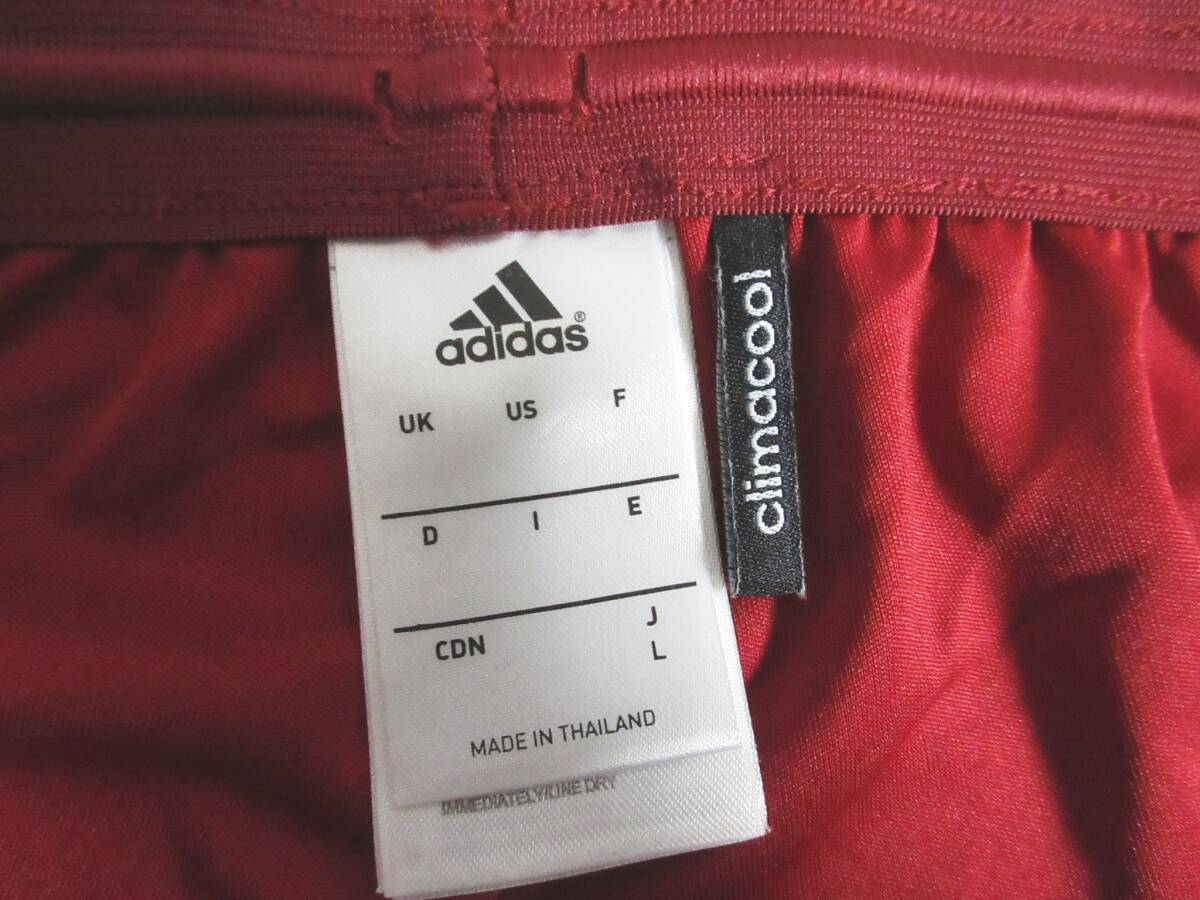 adidas®
UK US F
D I E
CDN J
L
MADE IN THAILAND
IMMEDIATELY/LINE DRY
climacool